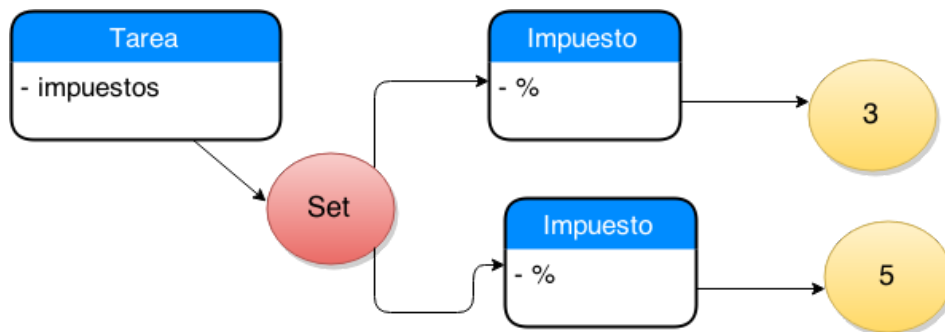 Tarea
- impuestos
Set
Impuesto
- %
3
Impuesto
- %
5